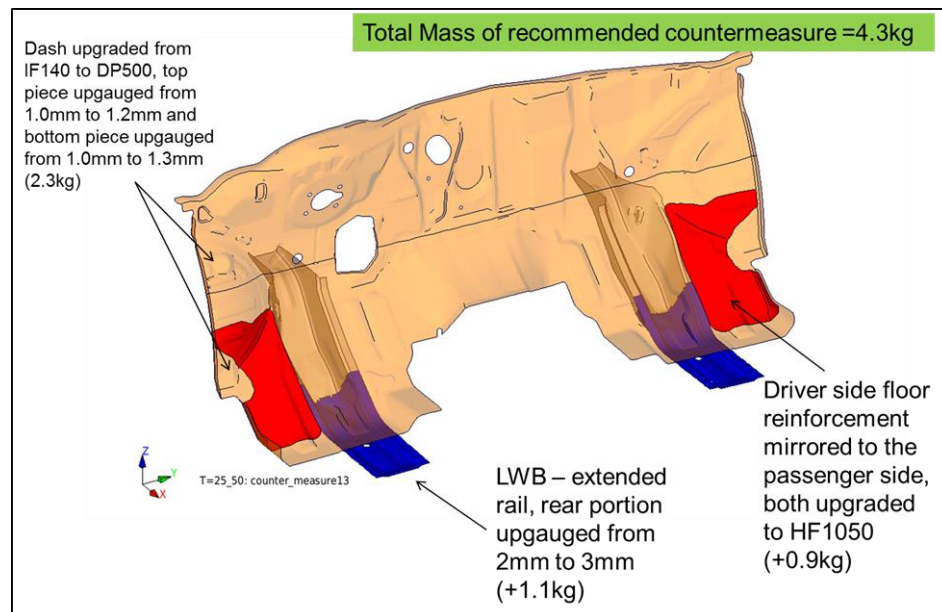 Total Mass of recommended countermeasure =4.3kg
Dash upgraded from
IF140 to DP500, top
piece upgauged from
1.0mm to 1.2mm and
bottom piece upgauged
from 1.0mm to 1.3mm
(2.3kg)
Driver side floor
reinforcement
mirrored to the
passenger side,
both upgraded
to HF1050
(+0.9kg)
LWB – extended
rail, rear portion
upgauged from
2mm to 3mm
(+1.1kg)
Z
Y
X
T=25_50: counter_measure13